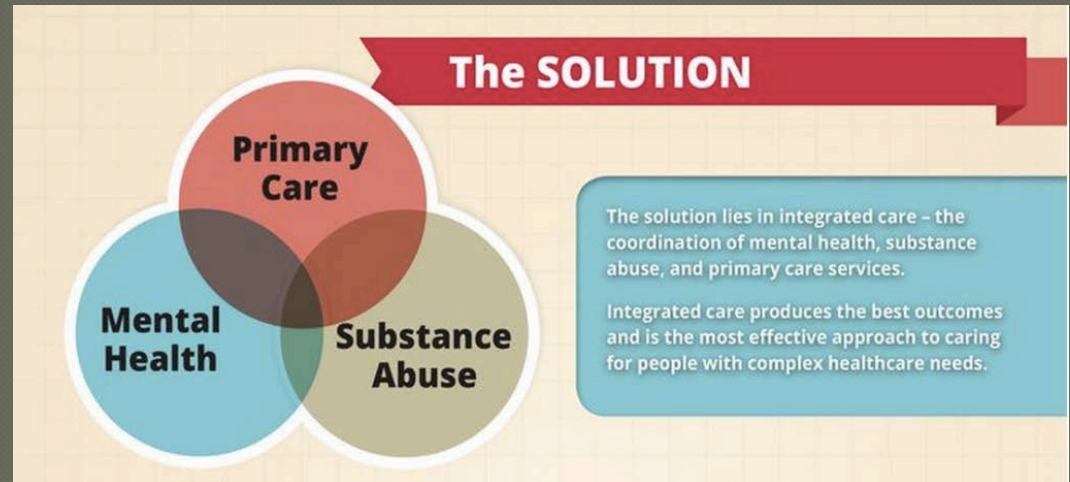 The SOLUTION
Primary
Care
Mental
Health
Substance
Abuse
The solution lies in integrated care – the
coordination of mental health, substance
abuse, and primary care services.
Integrated care produces the best outcomes
and is the most effective approach to caring
for people with complex healthcare needs.